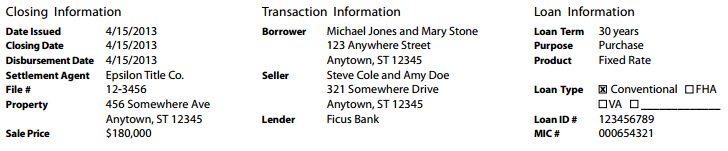 Closing Information
Date Issued 4/15/2013
Closing Date 4/15/2013
Disbursement Date 4/15/2013
Settlement Agent Epsilon Title Co.
File # 12-3456
Property 456 Somewhere Ave
Anytown, ST 12345
Sale Price $180,000
Transaction Information
Borrower Michael Jones and Mary Stone
123 Anywhere Street
Anytown, ST 12345
Seller Steve Cole and Amy Doe
321 Somewhere Drive
Anytown, ST 12345
Lender Ficus Bank
Loan Information
Loan Term 30 years
Purpose Purchase
Product Fixed Rate
Loan Type ☒ Conventional ☐ FHA
☐ VA ☐ ______________
Loan ID # 123456789
MIC # 000654321